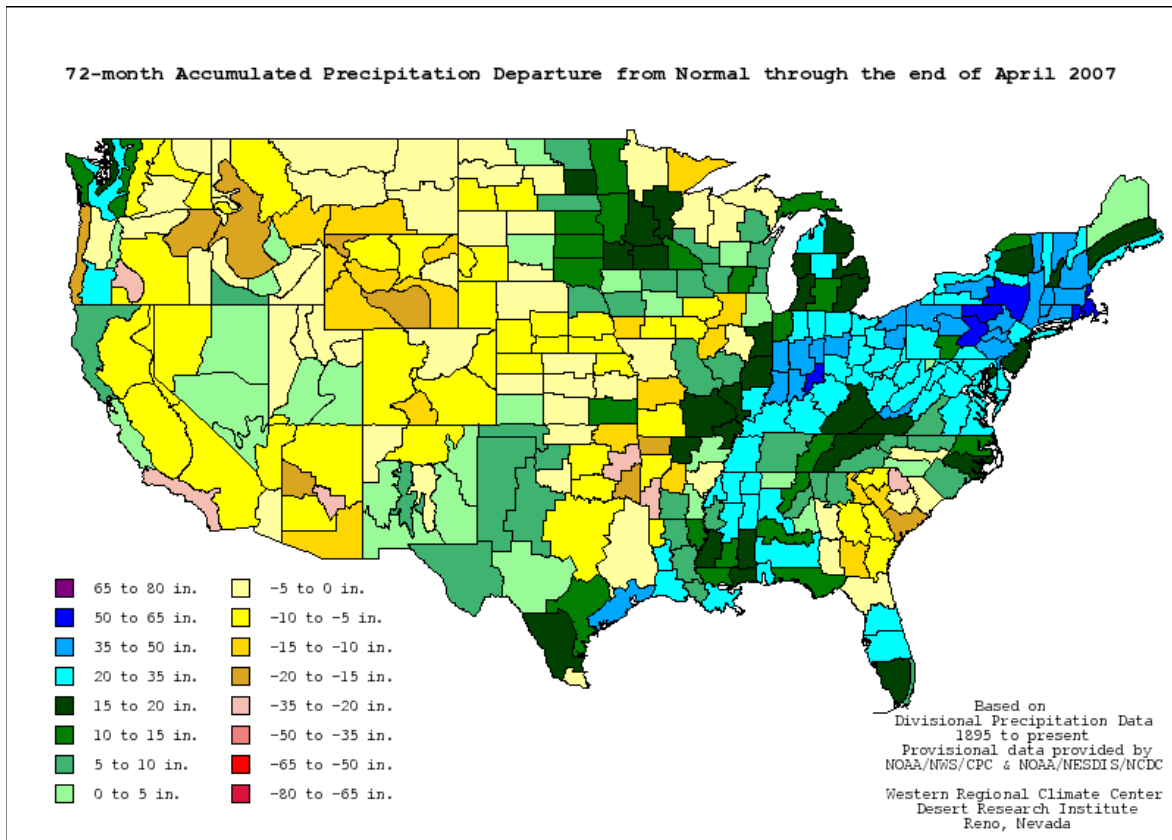 72-month Accumulated Precipitation Departure from Normal through the end of April 2007
65 to 80 in.
50 to 65 in.
35 to 50 in.
20 to 35 in.
15 to 20 in.
10 to 15 in.
5 to 10 in.
0 to 5 in.
-5 to 0 in.
-10 to -5 in.
-15 to -10 in.
-20 to -15 in.
-35 to -20 in.
-50 to -35 in.
-65 to -50 in.
-80 to -65 in.
Based on
Divisional Precipitation Data
1895 to present
Provisional data provided by
NOAA/NWS/CPC & NOAA/NESDIS/NCDC
Western Regional Climate Center
Desert Research Institute
Reno, Nevada